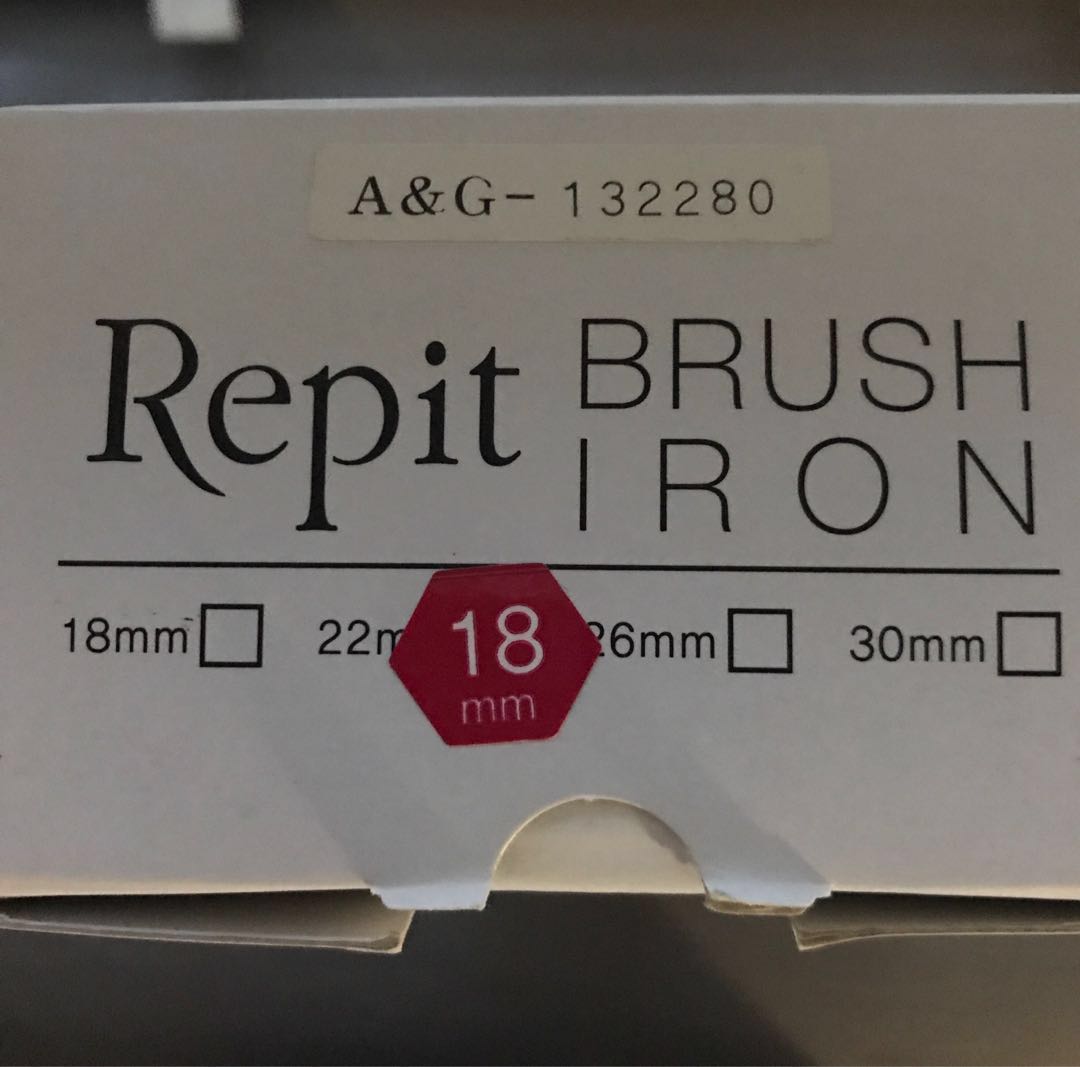 A&G- 132280
Repit BRUSH
IRON
18mm 22m 26mm 30mm
18
mm